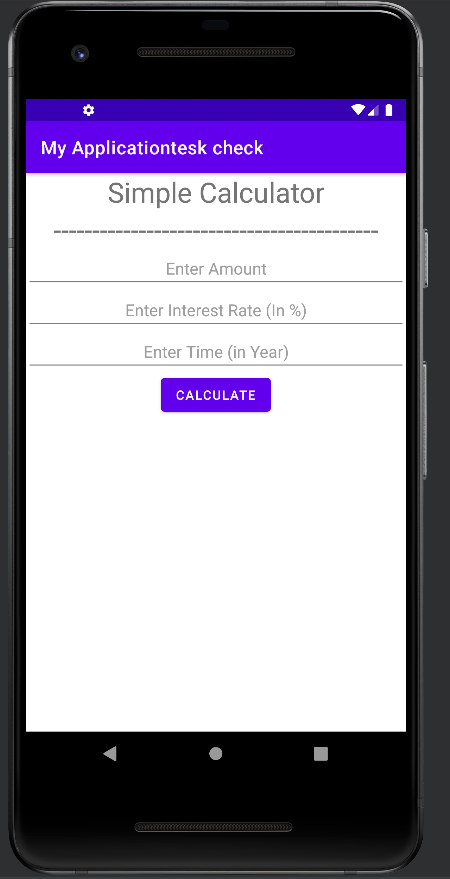 My Applicationtesk check
Simple Calculator
------------------------------------------
Enter Amount
Enter Interest Rate (In %)
Enter Time (in Year)
CALCULATE